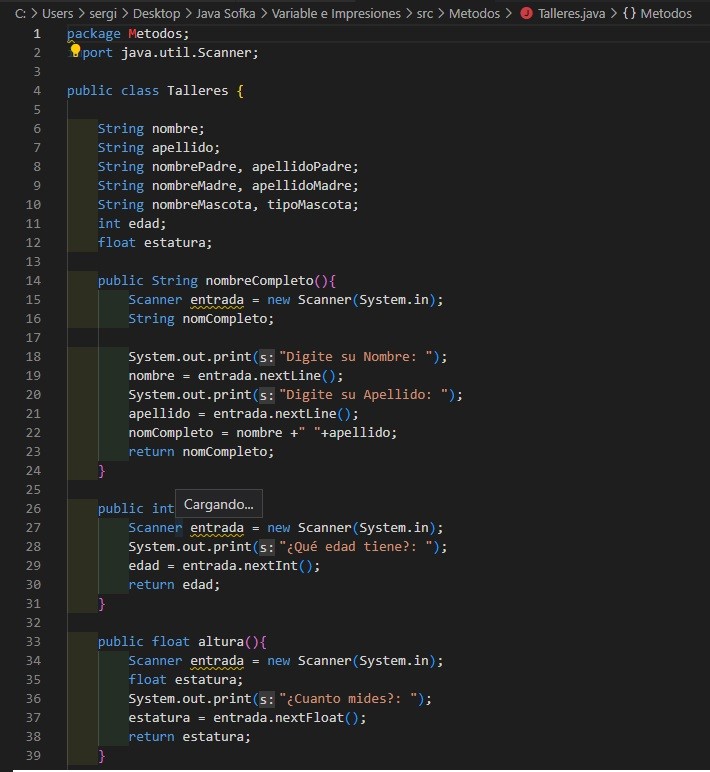 C: > Users > sergi > Desktop > Java Sofka > Variable e Impresiones > src > Metodos > J Talleres.java > {} Metodos
1 package Metodos;
2 port java.util.Scanner;
3
4 public class Talleres {
5
6 String nombre;
7 String apellido;
8 String nombrePadre, apellidoPadre;
9 String nombreMadre, apellidoMadre;
10 String nombreMascota, tipoMascota;
11 int edad;
12 float estatura;
13
14 public String nombreCompleto(){
15 Scanner entrada = new Scanner(System.in);
16 String nomCompleto;
17
18 System.out.print(s: "Digite su Nombre: ");
19 nombre = entrada.nextLine();
20 System.out.print(s: "Digite su Apellido: ");
21 apellido = entrada.nextLine();
22 nomCompleto = nombre +" "+apellido;
23 return nomCompleto;
24 }
25
Cargando...
26 public int
27 Scanner entrada = new Scanner(System.in);
28 System.out.print(s: "¿Qué edad tiene?: ");
29 edad = entrada.nextInt();
30 return edad;
31 }
32
33 public float altura(){
34 Scanner entrada = new Scanner(System.in);
35 float estatura;
36 System.out.print(s: "¿Cuanto mides?: ");
37 estatura = entrada.nextFloat();
38 return estatura;
39 }